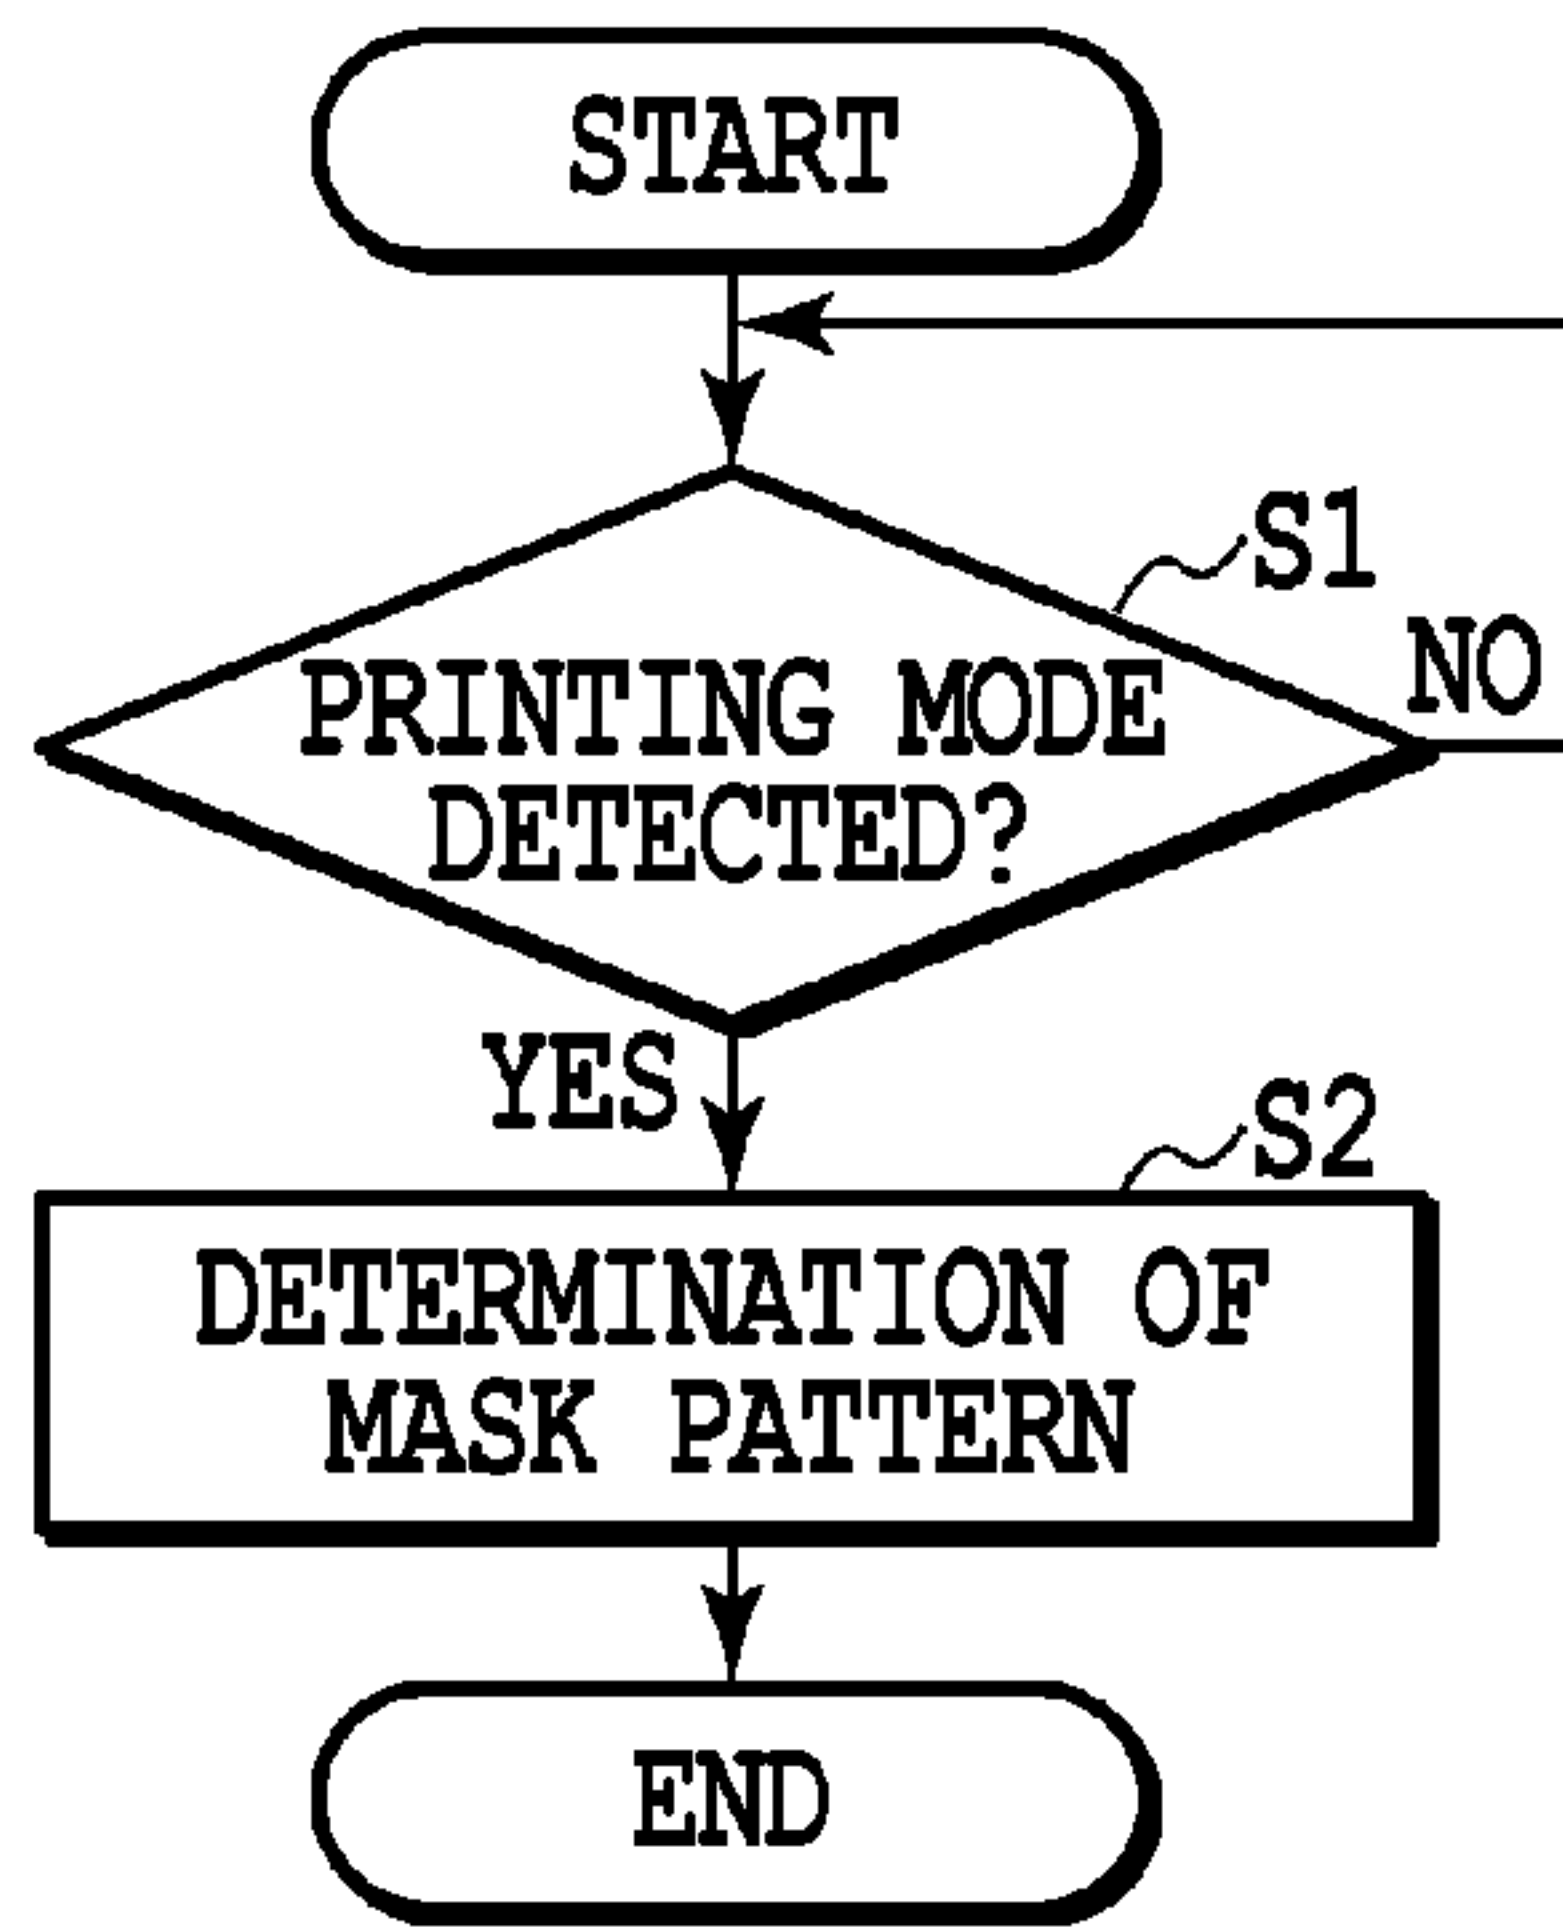 START
S1
NO
PRINTING MODE
DETECTED?
YES
S2
DETERMINATION OF
MASK PATTERN
END